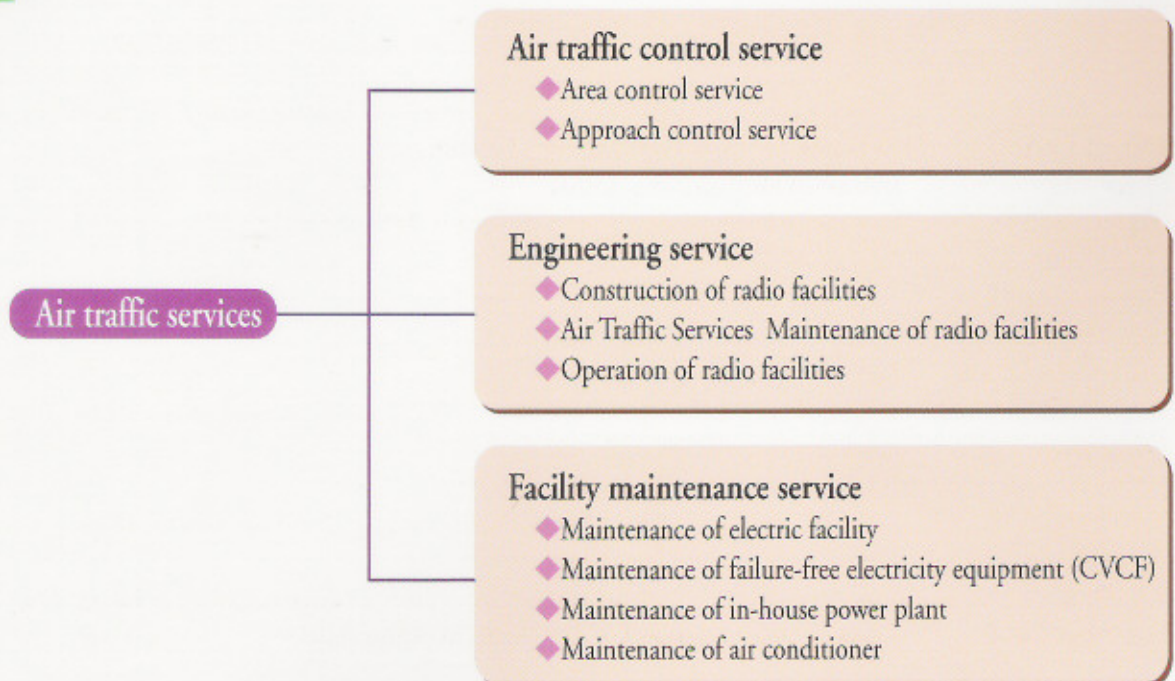 Air traffic services
Air traffic control service
◆Area control service
◆Approach control service
Engineering service
◆Construction of radio facilities
◆Air Traffic Services Maintenance of radio facilities
◆Operation of radio facilities
Facility maintenance service
◆Maintenance of electric facility
◆Maintenance of failure-free electricity equipment (CVCF)
◆Maintenance of in-house power plant
◆Maintenance of air conditioner